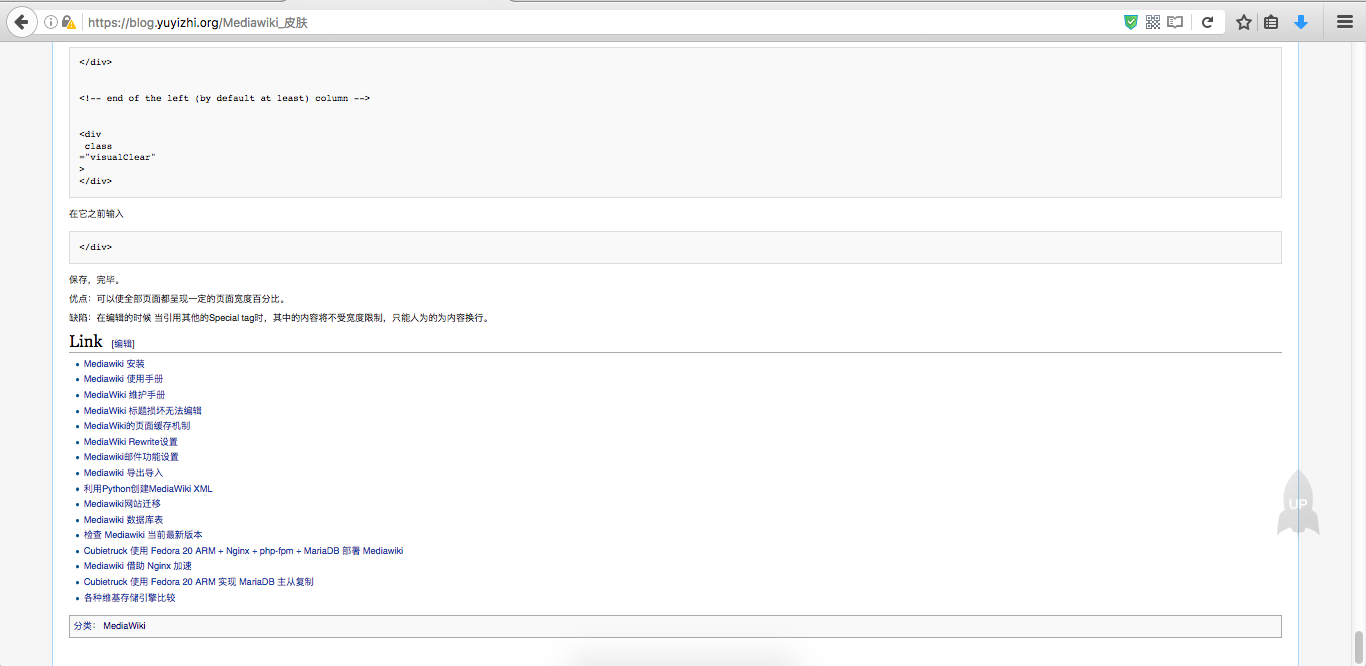 https://blog.yuyizhi.org/Mediawiki_皮肤
</div>
<!-- end of the left (by default at least) column -->
<div
class
="visualClear"
>
</div>
在它之前输入
</div>
保存，完毕。
优点：可以使全部页面都呈现一定的页面宽度百分比。
缺陷：在编辑的时候 当引用其他的Special tag时，其中的内容将不受宽度限制，只能人为的为内容换行。
Link [编辑]
Mediawiki 安装
Mediawiki 使用手册
MediaWiki 维护手册
MediaWiki 标题损坏无法编辑
MediaWiki的页面缓存机制
MediaWiki Rewrite设置
Mediawiki邮件功能设置
Mediawiki 导出导入
利用Python创建MediaWiki XML
Mediawiki网站迁移
Mediawiki 数据库表
检查 Mediawiki 当前最新版本
Cubietruck 使用 Fedora 20 ARM + Nginx + php-fpm + MariaDB 部署 Mediawiki
Mediawiki 借助 Nginx 加速
Cubietruck 使用 Fedora 20 ARM 实现 MariaDB 主从复制
各种维基存储引擎比较
UP
分类： MediaWiki